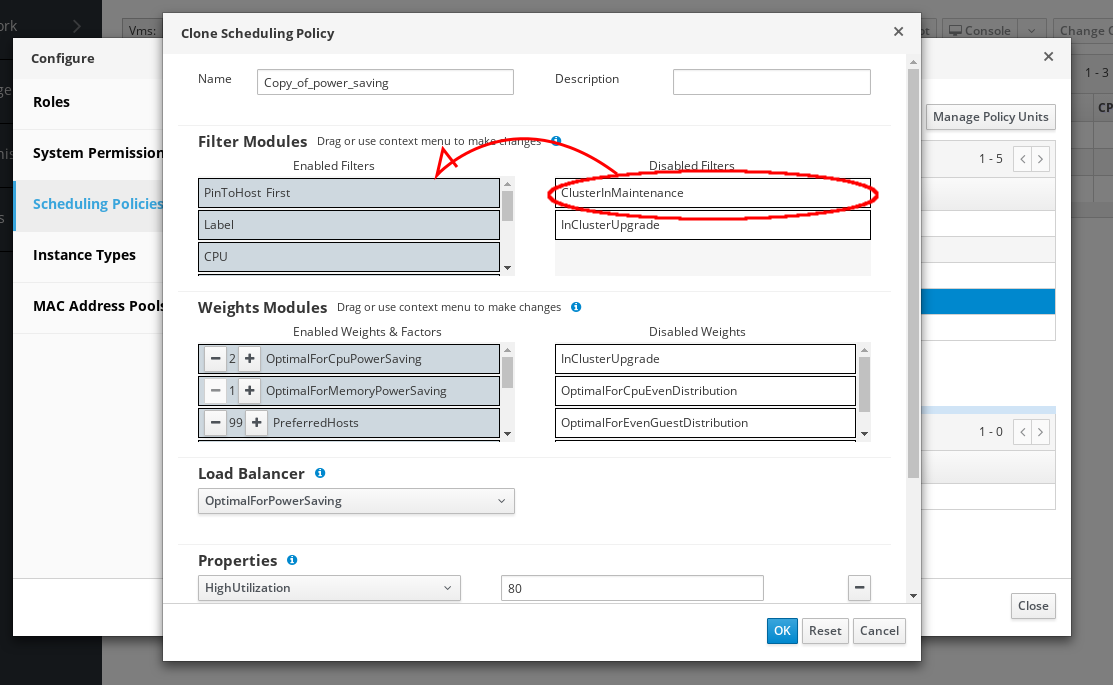 ork
Vms:
Console
Change C
Clone Scheduling Policy
Configure
1 - 3
Roles
Name
Copy_of_power_saving
Description
CP
Manage Policy Units
System Permission
Filter Modules Drag or use context menu to make changes
1 - 5
Enabled Filters
Disabled Filters
PinToHost First
ClusterInMaintenance
Scheduling Policies
Label
InClusterUpgrade
CPU
Instance Types
MAC Address Pools
Weights Modules Drag or use context menu to make changes
Enabled Weights & Factors
Disabled Weights
2 OptimalForCpuPowerSaving
InClusterUpgrade
1 OptimalForMemoryPowerSaving
OptimalForCpuEvenDistribution
99 PreferredHosts
OptimalForEvenGuestDistribution
1 - 0
Load Balancer
OptimalForPowerSaving
Properties
HighUtilization
80
Close
OK
Reset
Cancel